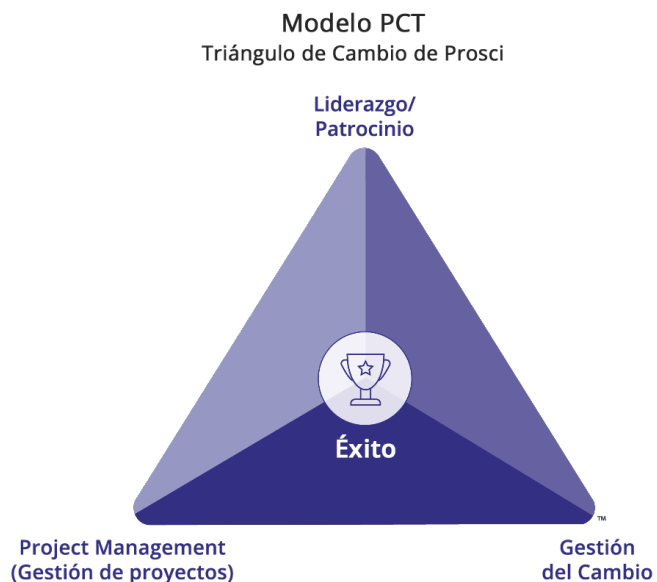 Modelo PCT
Triángulo de Cambio de Prosci
Liderazgo/
Patrocinio
Éxito
TM
Project Management
(Gestión de proyectos)
Gestión
del Cambio